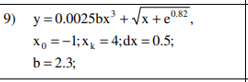 9) y = 0.0025bx³ + √x + e^0.82,
x₀ = -1; xₖ = 4; dx = 0.5;
b = 2.3;